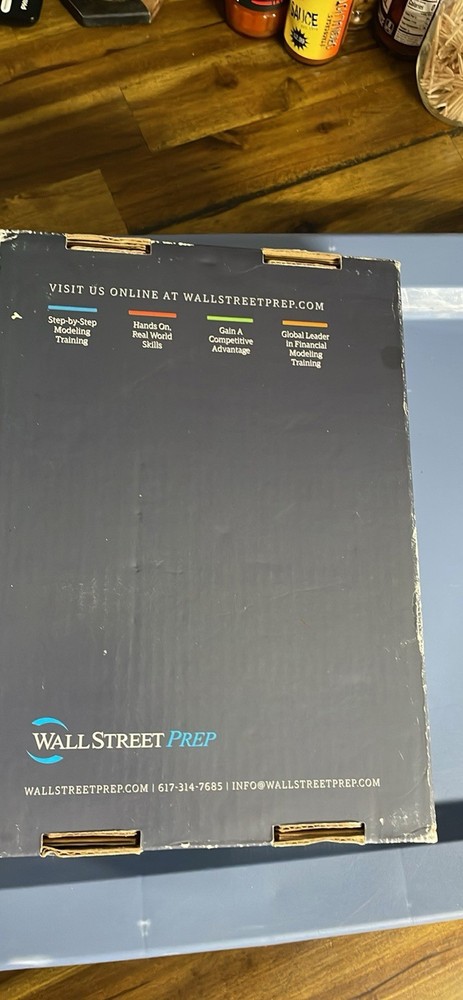 SAUCE
VISIT US ONLINE AT WALLSTREETPREP.COM
Step-by-Step
Modeling
Training
Hands On,
Real World
Skills
Gain A
Competitive
Advantage
Global Leader
in Financial
Modeling
Training
WALL STREET PREP
WALLSTREETPREP.COM | 617-314-7685 | INFO@WALLSTREETPREP.COM